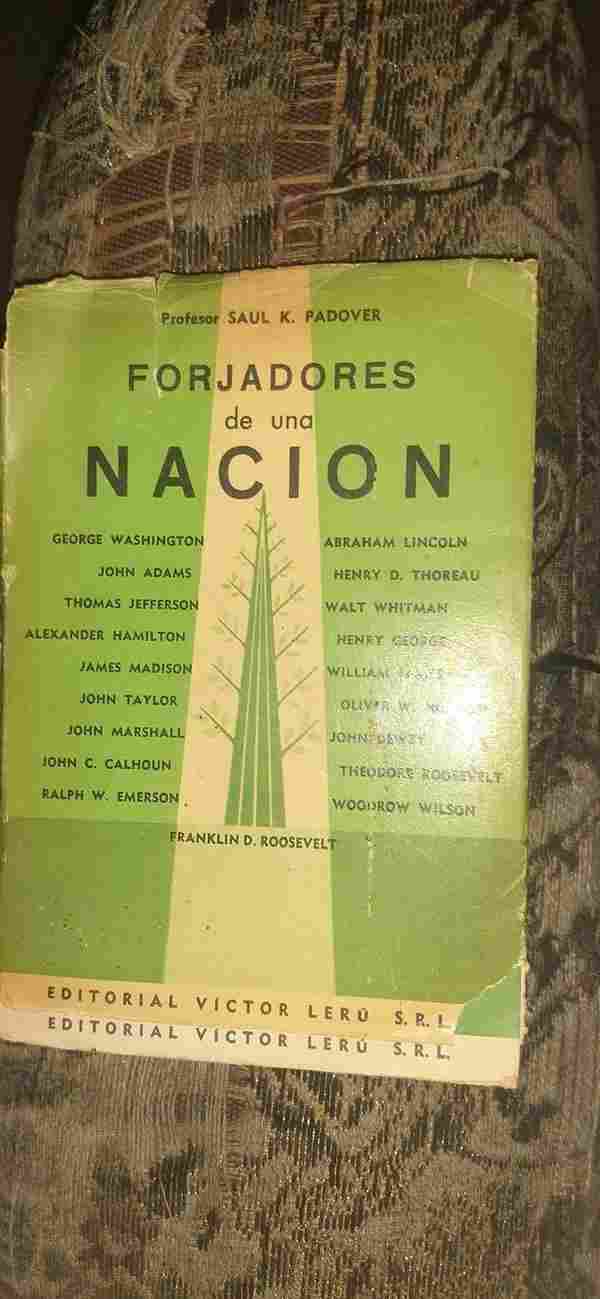 Profesor SAUL K. PADOVER
FORJADORES
de una
NACION
GEORGE WASHINGTON
JOHN ADAMS
THOMAS JEFFERSON
ALEXANDER HAMILTON
JAMES MADISON
JOHN TAYLOR
JOHN MARSHALL
JOHN C. CALHOUN
RALPH W. EMERSON
ABRAHAM LINCOLN
HENRY D. THOREAU
WALT WHITMAN
HENRY GEORGE
WILLIAM
OLIVER W.
JOHN DEWEY
THEODORE ROOSEVELT
WOODROW WILSON
FRANKLIN D. ROOSEVELT
EDITORIAL VICTOR LERÚ S.R.L.
EDITORIAL VICTOR LERÚ S.R.L.